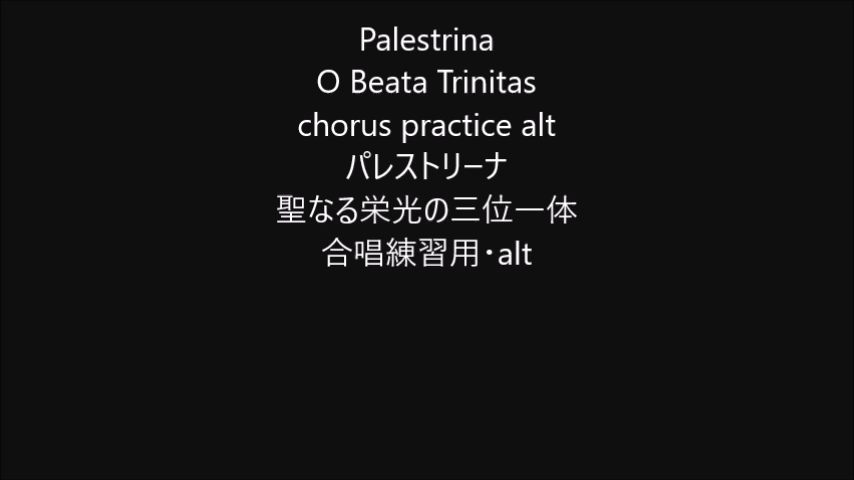 Palestrina
O Beata Trinitas
chorus practice alt
パレストリーナ
聖なる栄光の三位一体
合唱練習用・alt